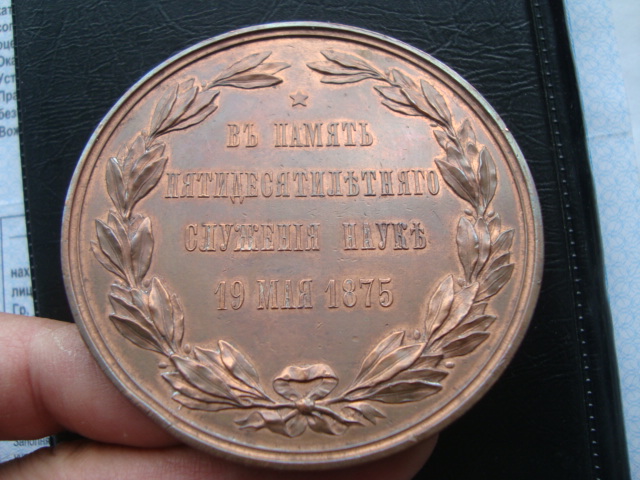 ВЪ ПАМЯТЬ
ПЯТИДЕСЯТИЛѢТНЯГО
СЛУЖЕНІЯ НАУКѢ
19 МАЯ 1875